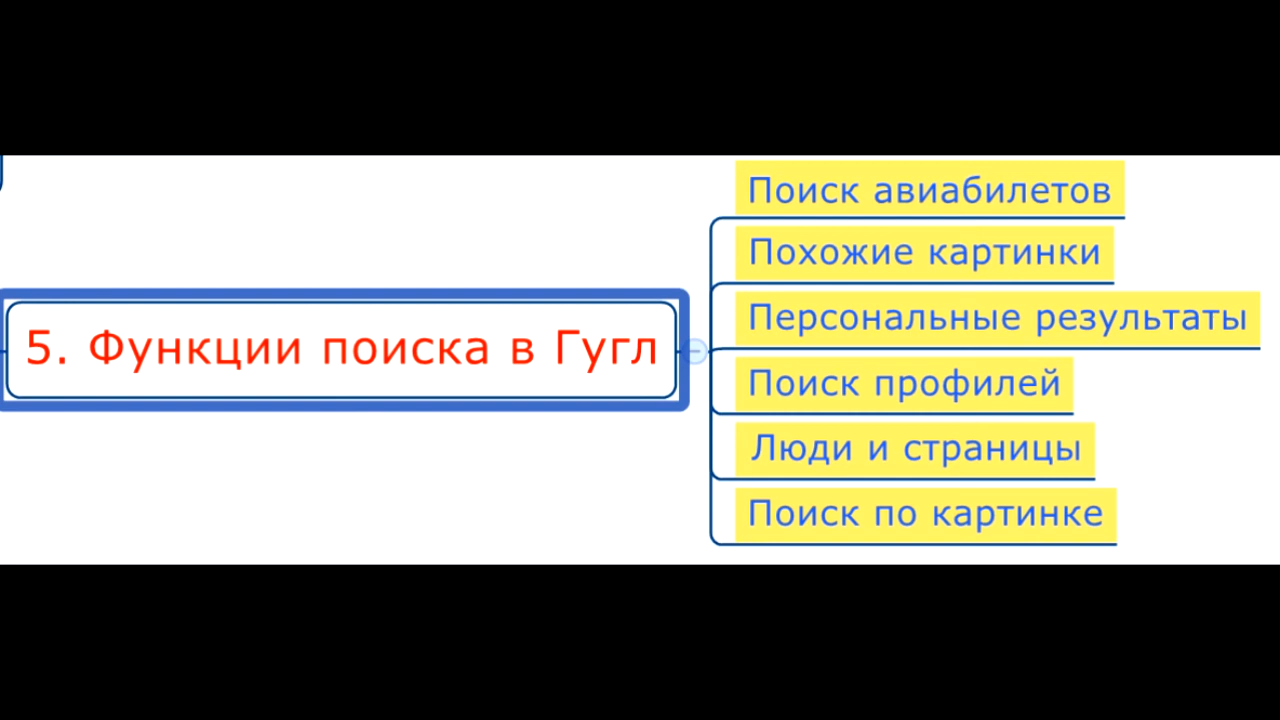 5. Функции поиска в Гугл
Поиск авиабилетов
Похожие картинки
Персональные результаты
Поиск профилей
Люди и страницы
Поиск по картинке